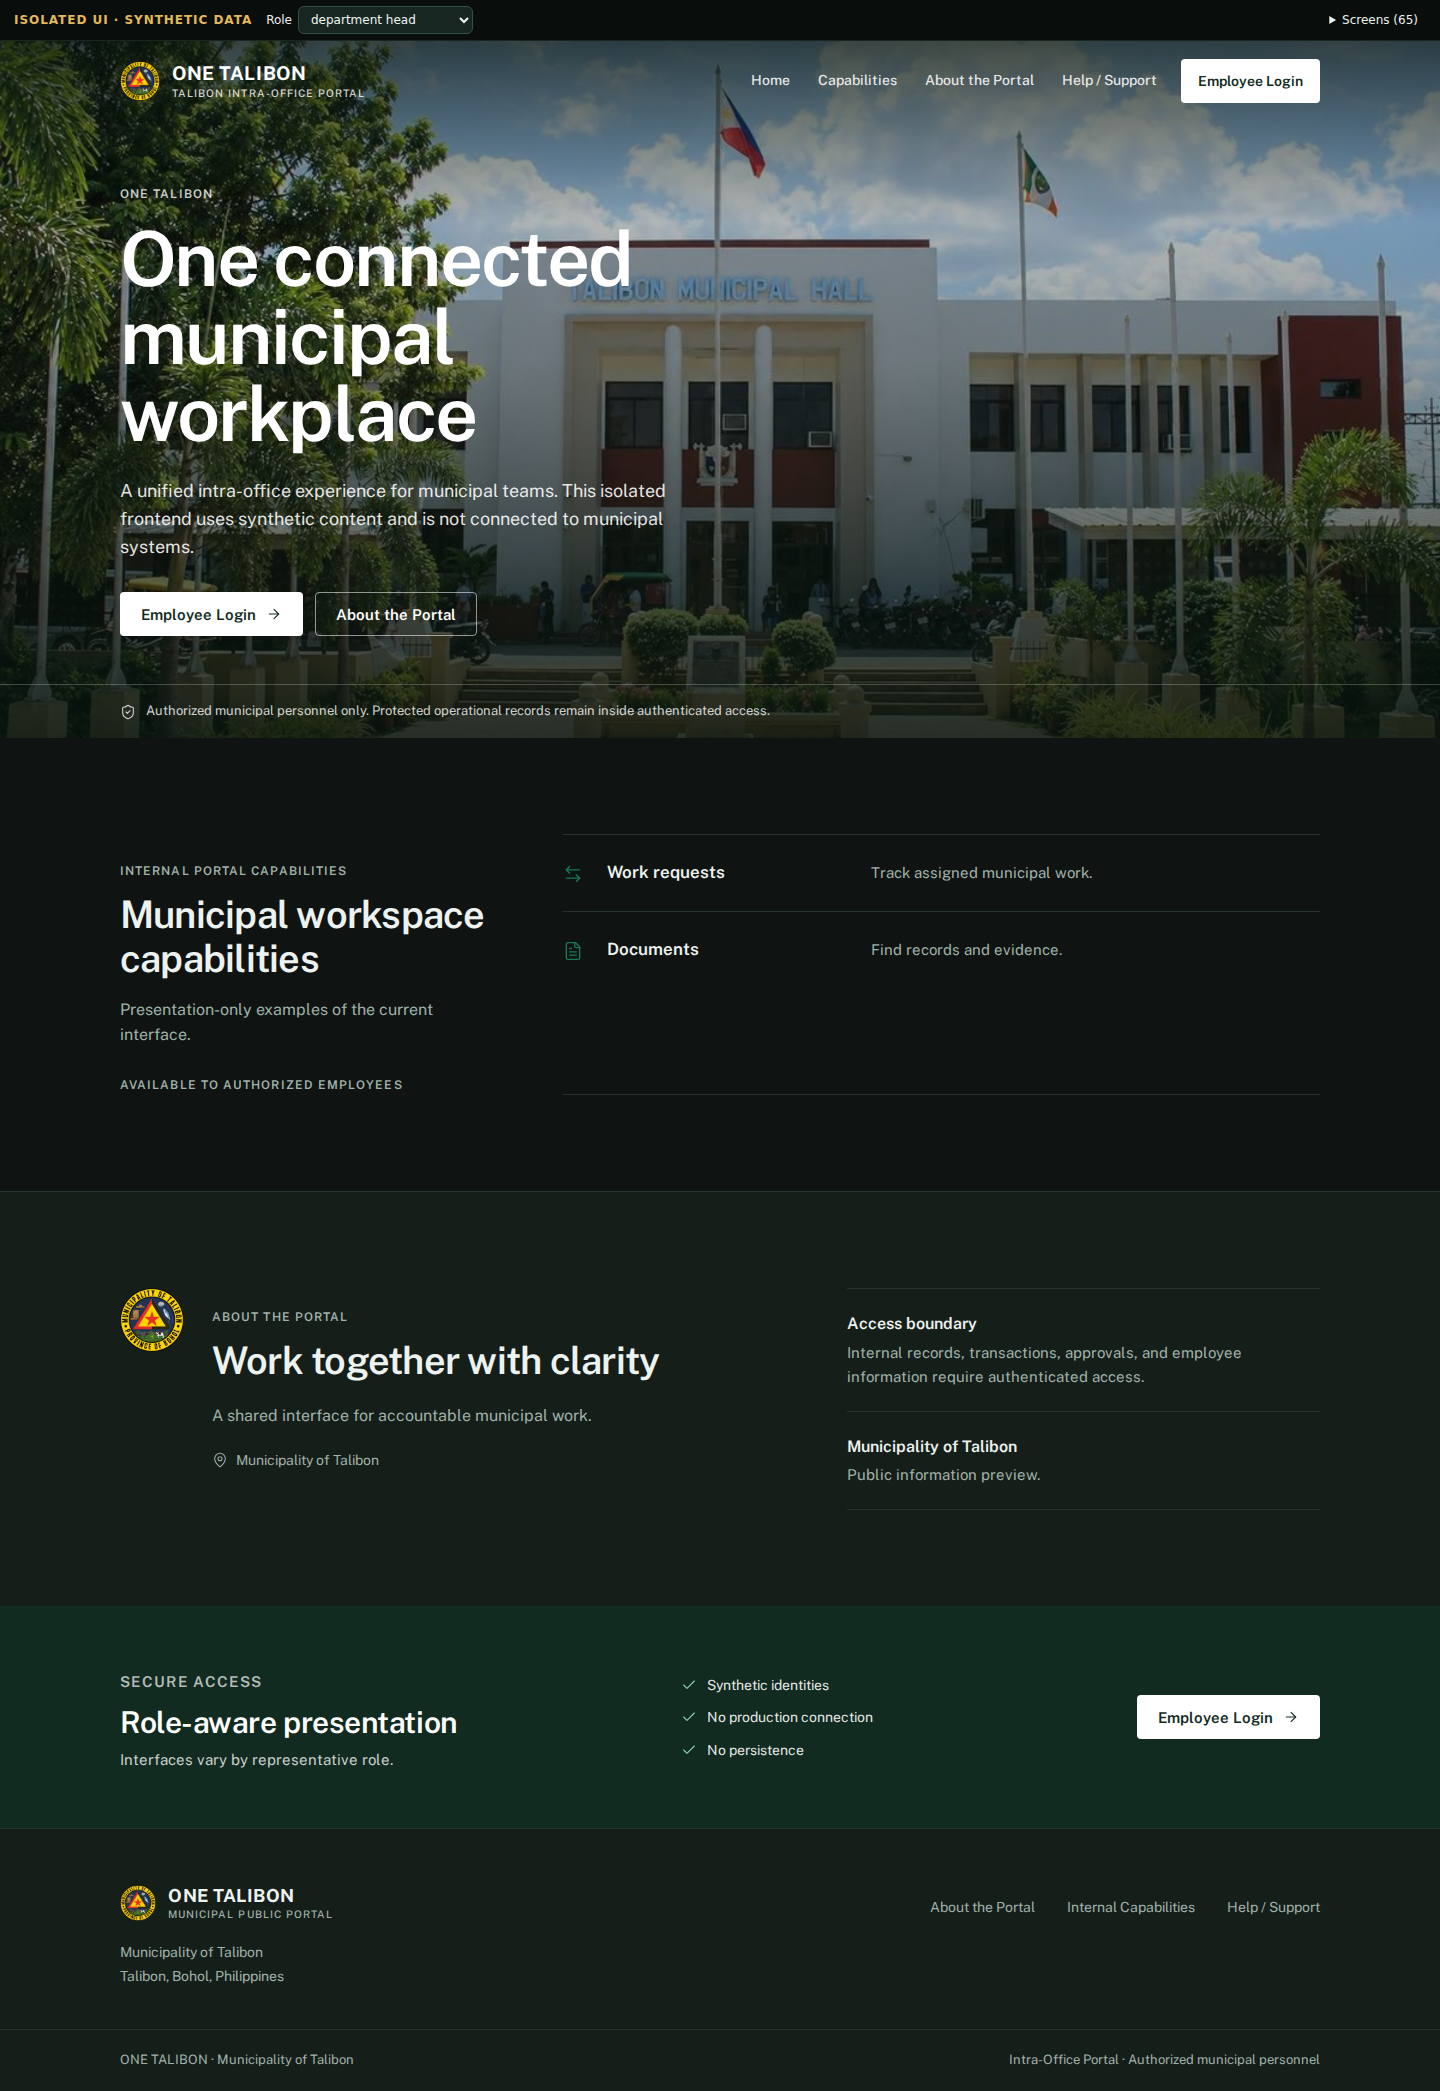 ISOLATED UI · SYNTHETIC DATA Role department head Screens (65)
ONE TALIBON
TALIBON INTRA-OFFICE PORTAL
Home Capabilities About the Portal Help / Support Employee Login
ONE TALIBON
One connected
municipal
workplace
TALIBON MUNICIPAL HALL
A unified intra-office experience for municipal teams. This isolated
frontend uses synthetic content and is not connected to municipal
systems.
Employee Login About the Portal
Authorized municipal personnel only. Protected operational records remain inside authenticated access.
INTERNAL PORTAL CAPABILITIES
Municipal workspace
capabilities
Presentation-only examples of the current
interface.
AVAILABLE TO AUTHORIZED EMPLOYEES
Work requests Track assigned municipal work.
Documents Find records and evidence.
MUNICIPALITY OF TALIBON
PROVINCE OF BOHOL
ABOUT THE PORTAL
Work together with clarity
A shared interface for accountable municipal work.
Municipality of Talibon
Access boundary
Internal records, transactions, approvals, and employee
information require authenticated access.
Municipality of Talibon
Public information preview.
SECURE ACCESS
Role-aware presentation
Interfaces vary by representative role.
Synthetic identities
No production connection
No persistence
Employee Login
ONE TALIBON
MUNICIPAL PUBLIC PORTAL
Municipality of Talibon
Talibon, Bohol, Philippines
About the Portal Internal Capabilities Help / Support
ONE TALIBON · Municipality of Talibon
Intra-Office Portal · Authorized municipal personnel